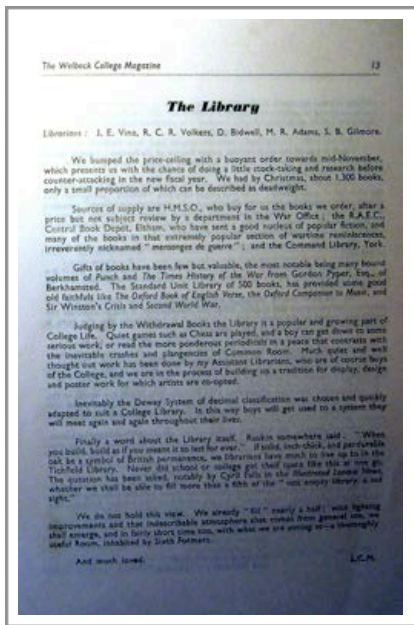 The Welbeck College Magazine 13
The Library
Librarians : J. E. Vine, R. C. R. Volkers, D. Bidwell, M. R. Adams, S. B. Gilmore.
We bumped the price-ceiling with a buoyant order towards mid-November,
which presents us with the chance of doing a little stock-taking and research before
counter-attacking in the new fiscal year. We had by Christmas, about 1,300 books,
only a small proportion of which can be described as deadweight.
Sources of supply are H.M.S.O., who buy for us the books we order, after a
price but not subject review by a department in the War Office ; the R.A.E.C.,
Central Book Depot, Eltham, who have sent a good nucleus of popular fiction, and
many of the books in that extremely popular section of wartime reminiscences,
irreverently nicknamed " mensonges de guerre " ; and the Command Library, York.
Gifts of books have been few but valuable, the most notable being many bound
volumes of Punch and The Times History of the War from Gordon Pyper, Esq., of
Berkhamsted. The Standard Unit Library of 500 books, has provided some good
old faithfuls like The Oxford Book of English Verse, the Oxford Companion to Music, and
Sir Winston's Crisis and Second World War.
Judging by the Withdrawal Books the Library is a popular and growing part of
College Life. Quiet games such as Chess are played, and a boy can get down to some
serious work, or read the more ponderous periodicals in a peace that contrasts with
the inevitable crashes and plangencies of Common Room. Much quiet and well
thought out work has been done by my Assistant Librarians, who are of course boys
of the College, and we are in the process of building up a tradition for display, design
and poster work for which artists are co-opted.
Inevitably the Dewey System of decimal classification was chosen and quickly
adapted to suit a College Library. In this way boys will get used to a system they
will meet again and again throughout their lives.
Finally a word about the Library itself. Ruskin somewhere said : " When
you build, build as if you meant it to last for ever." If solid, inch-thick, and perdurable
oak be a symbol of British permanence, we librarians have much to live up to in the
Titchfield Library. Never did school or college get shelf space like this at one go.
The question has been asked, notably by Cyril Falls in the Illustrated London News,
whether we shall be able to fill more than a fifth of the " vast empty library, a sad
sight."
We do not hold this view. We already " fill " nearly a half ; with lighting
improvements and that indescribable atmosphere that comes from general use, we
shall emerge, and in fairly short time too, with what we are aiming at—a thoroughly
useful Room, inhabited by Sixth Formers.
And much loved. L.C.H.